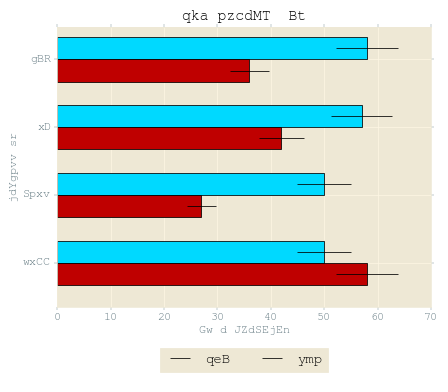 qka pzcdMT  Bt
gBR
xD
Spxv
wxCC
jdYgpvv sr
0 10 20 30 40 50 60 70
Gw d JZdSEjEn
qeB ymp